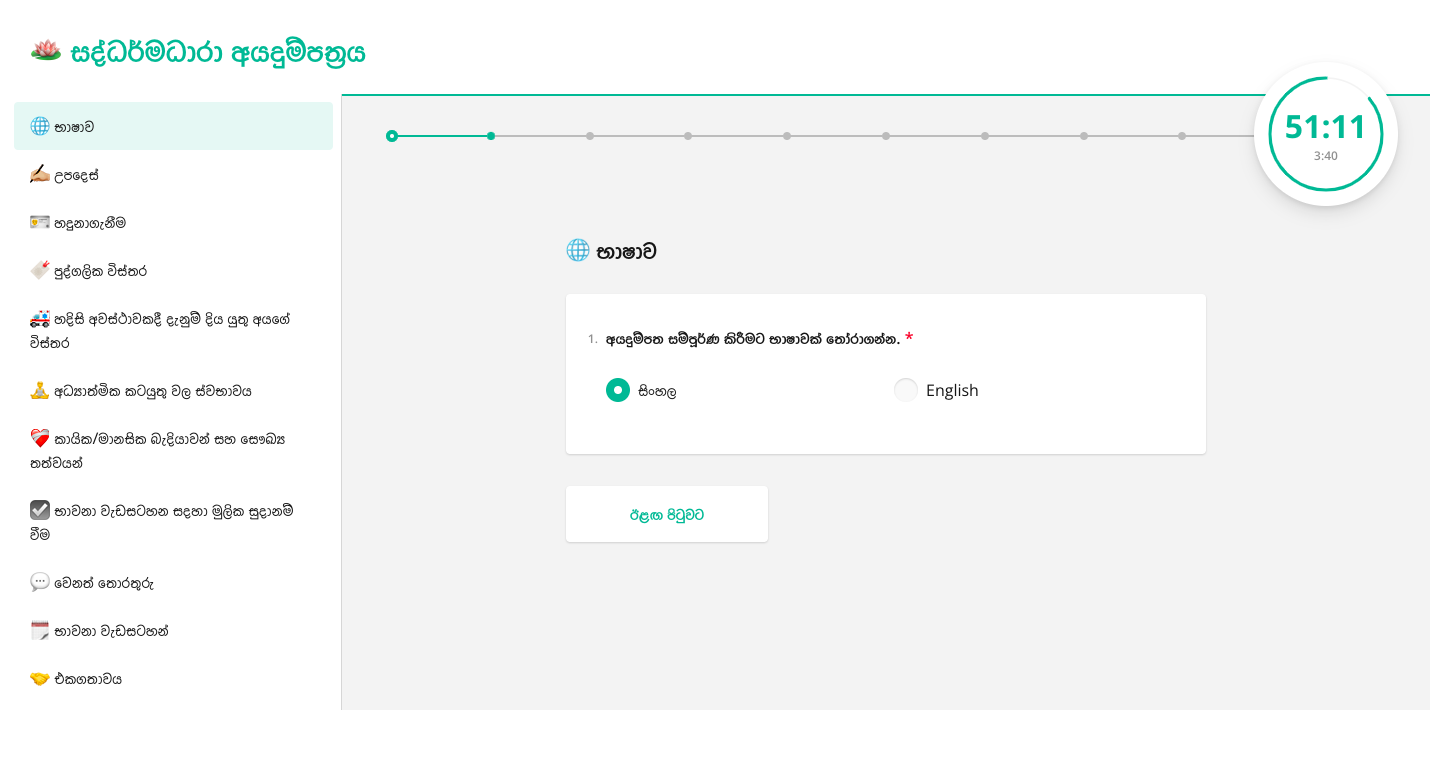 🪷 සද්ධර්මධාරා අයදුම්පත්‍රය
🌐 භාෂාව
✍🏼 උපදෙස්
🪪 හදුනාගැනීම
🏷️ පුද්ගලික විස්තර
🚑 හදිසි අවස්ථාවකදී දැනුම් දිය යුතු අයගේ
විස්තර
🧘 අධ්‍යාත්මික කටයුතු වල ස්වභාවය
❤️‍🩹 කායික/මානසික බැදියාවන් සහ සෞඛ්‍ය
තත්වයන්
☑️ භාවනා වැඩසටහන සදහා මුලික සුදානම්
වීම
💬 වෙනත් තොරතුරු
🗓️ භාවනා වැඩසටහන්
🤝 එකගතාවය
51:11
3:40
🌐 භාෂාව
1. අයදුම්පත සම්පූර්ණ කිරීමට භාෂාවක් තෝරාගන්න. *
සිංහල
English
ඊළඟ පිටුවට